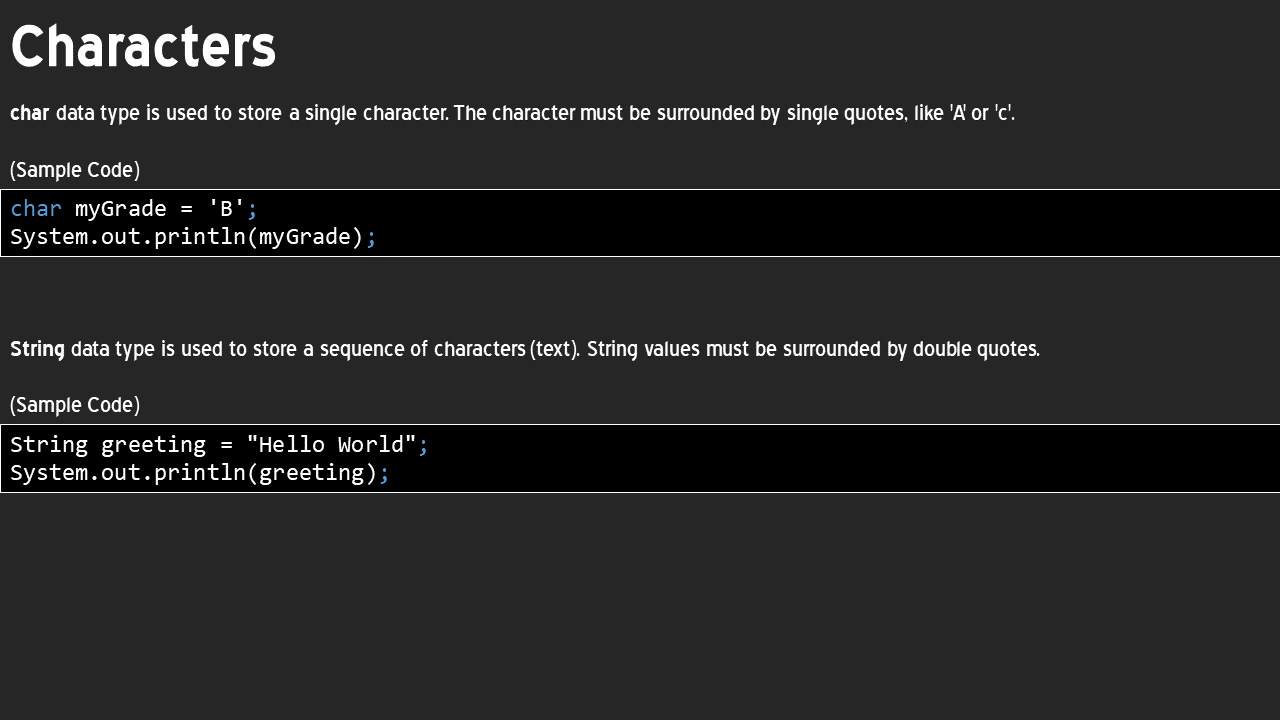 Characters
char data type is used to store a single character. The character must be surrounded by single quotes, like 'A' or 'c'.
(Sample Code)
char myGrade = 'B';
System.out.println(myGrade);
String data type is used to store a sequence of characters (text). String values must be surrounded by double quotes.
(Sample Code)
String greeting = "Hello World";
System.out.println(greeting);